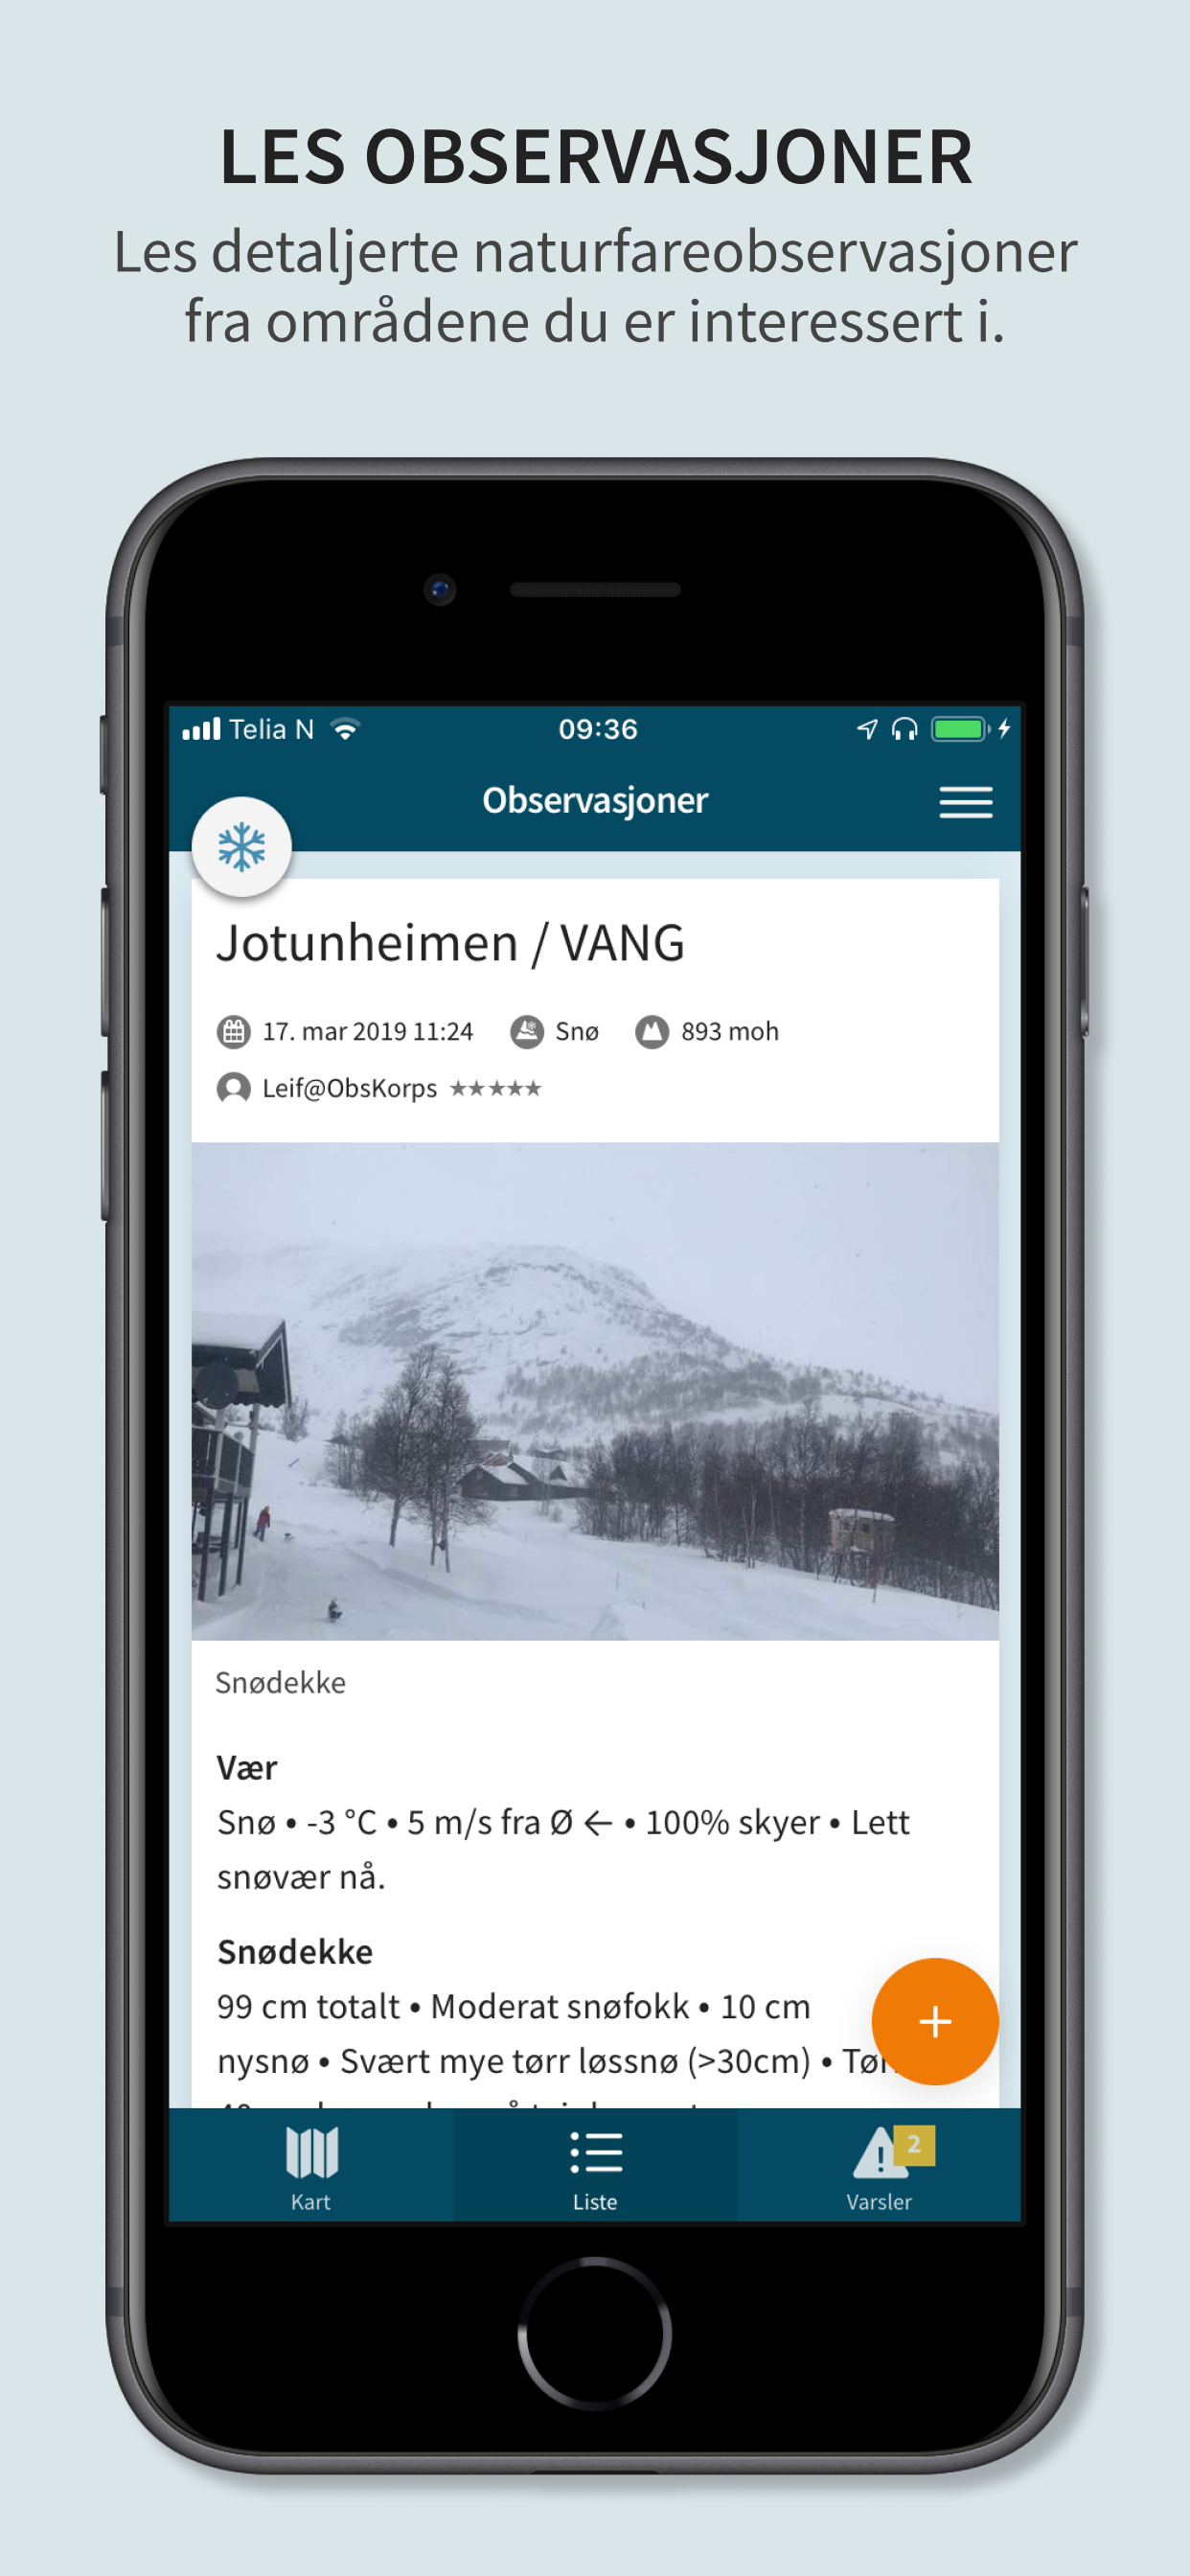 LES OBSERVASJONER
Les detaljerte naturfareobservasjoner
fra områdene du er interessert i.
Telia N 09:36
Observasjoner
Jotunheimen / VANG
17. mar 2019 11:24 Snø 893 moh
Leif@ObsKorps ★★★★★
Snødekke
Vær
Snø • -3 °C • 5 m/s fra Ø ← • 100% skyer • Lett
snøvær nå.
Snødekke
99 cm totalt • Moderat snøfokk • 10 cm
nysnø • Svært mye tørr løssnø (>30cm) •
+
2
Kart Liste Varsler